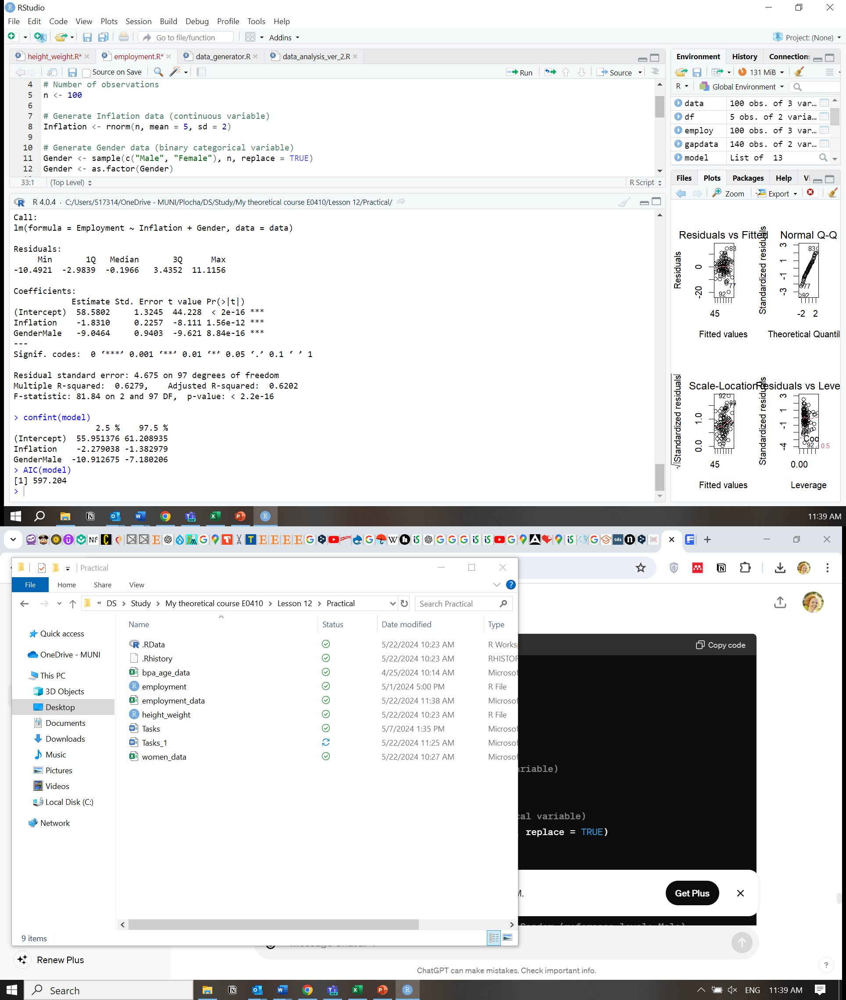 RStudio
File Edit Code View Plots Session Build Debug Profile Tools Help
Go to file/function Addins Project: (None)
height_weight.R* employment.R* data_generator.R data_analysis_ver_2.R
Source on Save Run Source
4 # Number of observations
5 n <- 100
6
7 # Generate Inflation data (continuous variable)
8 Inflation <- rnorm(n, mean = 5, sd = 2)
9
10 # Generate Gender data (binary categorical variable)
11 Gender <- sample(c("Male", "Female"), n, replace = TRUE)
12 Gender <- as.factor(Gender)
33:1 (Top Level) R Script
R 4.0.4 · C:/Users/517314/OneDrive - MUNI/Plocha/DS/Study/My theoretical course E0410/Lesson 12/Practical/
Call:
lm(formula = Employment ~ Inflation + Gender, data = data)
Residuals:
Min 1Q Median 3Q Max
-10.4921 -2.9839 -0.1966 3.4352 11.1156
Coefficients:
Estimate Std. Error t value Pr(>|t|)
(Intercept) 58.5802 1.3245 44.228 < 2e-16 ***
Inflation -1.8310 0.2257 -8.111 1.56e-12 ***
GenderMale -9.0464 0.9403 -9.621 8.84e-16 ***
---
Signif. codes: 0 ‘***’ 0.001 ‘**’ 0.01 ‘*’ 0.05 ‘.’ 0.1 ‘ ’ 1
Residual standard error: 4.675 on 97 degrees of freedom
Multiple R-squared: 0.6279, Adjusted R-squared: 0.6202
F-statistic: 81.84 on 2 and 97 DF, p-value: < 2.2e-16
> confint(model)
2.5 % 97.5 %
(Intercept) 55.951376 61.208935
Inflation -2.279038 -1.382979
GenderMale -10.912675 -7.180206
> AIC(model)
[1] 597.204
>
Environment History Connections
131 MiB
R Global Environment
data 100 obs. of 3 var…
df 5 obs. of 2 varia…
employ 100 obs. of 3 var…
gapdata 140 obs. of 2 var…
model List of 13
Files Plots Packages Help Vi
Zoom Export
Residuals vs Fitted
Residuals
0
-20
83
77
92
45
Fitted values
Normal Q-Q
Standardized residuals
3
1
-1
-3
83
77
92
-2 2
Theoretical Quantil
Scale-Location
√|Standardized residuals|
1.0
0.0
92
83
77
45
Fitted values
Residuals vs Leve
Standardized residuals
3
1
-1
-4
Coo
92
0.5
0.00
Leverage
11:39 AM
Practical
File Home Share View
« DS > Study > My theoretical course E0410 > Lesson 12 > Practical
Search Practical
Name Status Date modified Type
.RData 5/22/2024 10:23 AM R Works
.Rhistory 5/22/2024 10:23 AM RHISTOR
bpa_age_data 4/25/2024 10:14 AM Microsof
employment 5/1/2024 5:00 PM R File
employment_data 5/22/2024 11:38 AM Microsof
height_weight 5/22/2024 10:23 AM R File
Tasks 5/7/2024 1:35 PM Microsof
Tasks_1 5/22/2024 11:25 AM Microsof
women_data 5/22/2024 10:27 AM Microsof
Quick access
OneDrive - MUNI
This PC
3D Objects
Desktop
Documents
Downloads
Music
Pictures
Videos
Local Disk (C:)
Network
9 items
Copy code
ariable)
cal variable)
, replace = TRUE)
M.
Get Plus
Renew Plus
ChatGPT can make mistakes. Check important info.
?
Search
ENG 11:39 AM